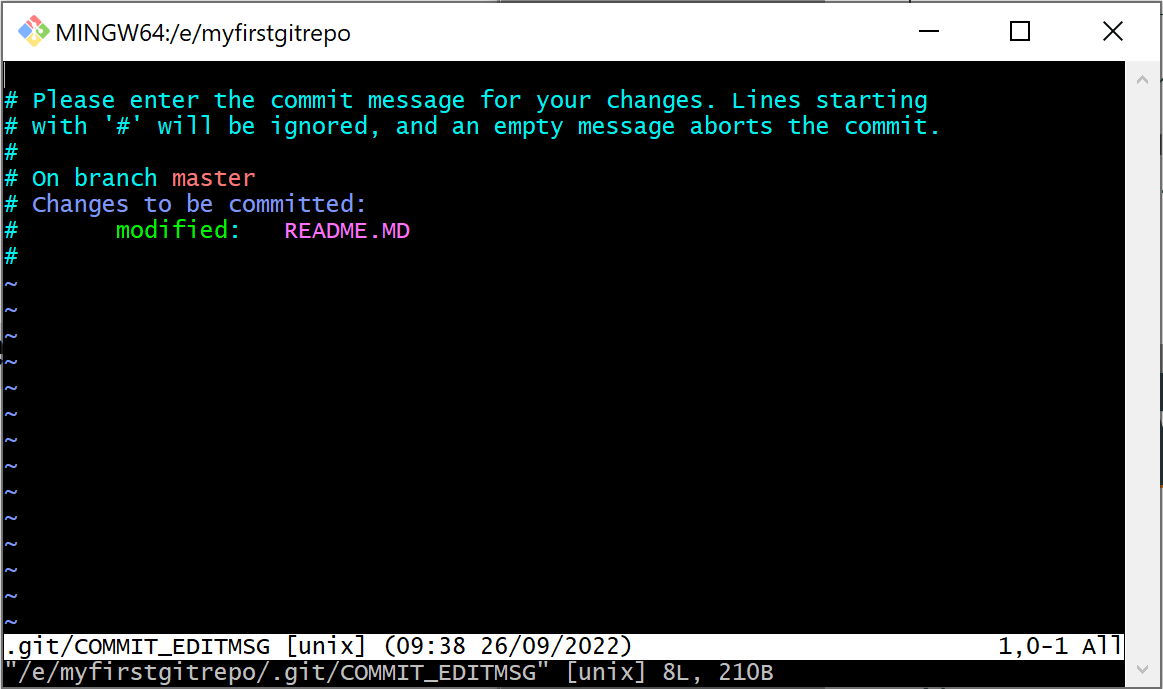 MINGW64:/e/myfirstgitrepo
# Please enter the commit message for your changes. Lines starting
# with '#' will be ignored, and an empty message aborts the commit.
#
# On branch master
# Changes to be committed:
#       modified:   README.MD
#
~
~
~
~
~
~
~
~
~
~
~
~
~
~
.git/COMMIT_EDITMSG [unix] (09:38 26/09/2022) 1,0-1 All
"/e/myfirstgitrepo/.git/COMMIT_EDITMSG" [unix] 8L, 210B